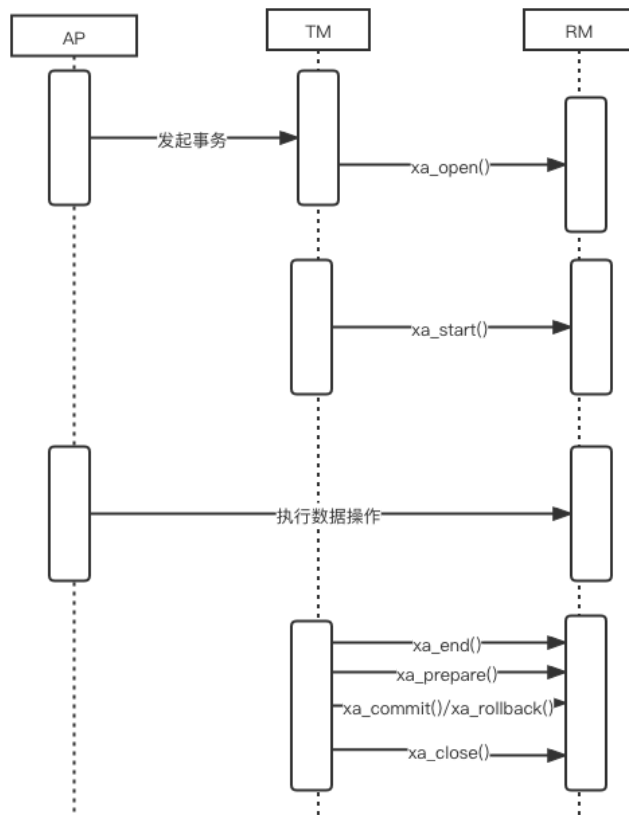 AP
TM
RM
发起事务
xa_open()
xa_start()
执行数据操作
xa_end()
xa_prepare()
xa_commit()/xa_rollback()
xa_close()